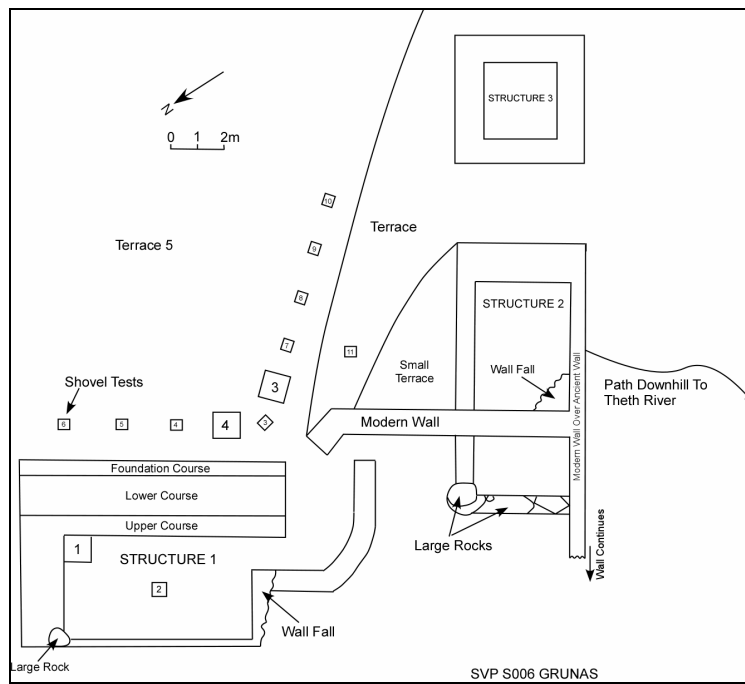 STRUCTURE 3
N
0 1 2m
10
Terrace
Terrace 5
9
8
STRUCTURE 2
7
11
Small
Terrace
Wall Fall
Modern Wall Over Ancient Wall
Path Downhill To
Theth River
Shovel Tests
3
6
5
4
4
3
Modern Wall
Foundation Course
Lower Course
Upper Course
Large Rocks
Wall Continues
1
STRUCTURE 1
2
Wall Fall
Large Rock
SVP S006 GRUNAS